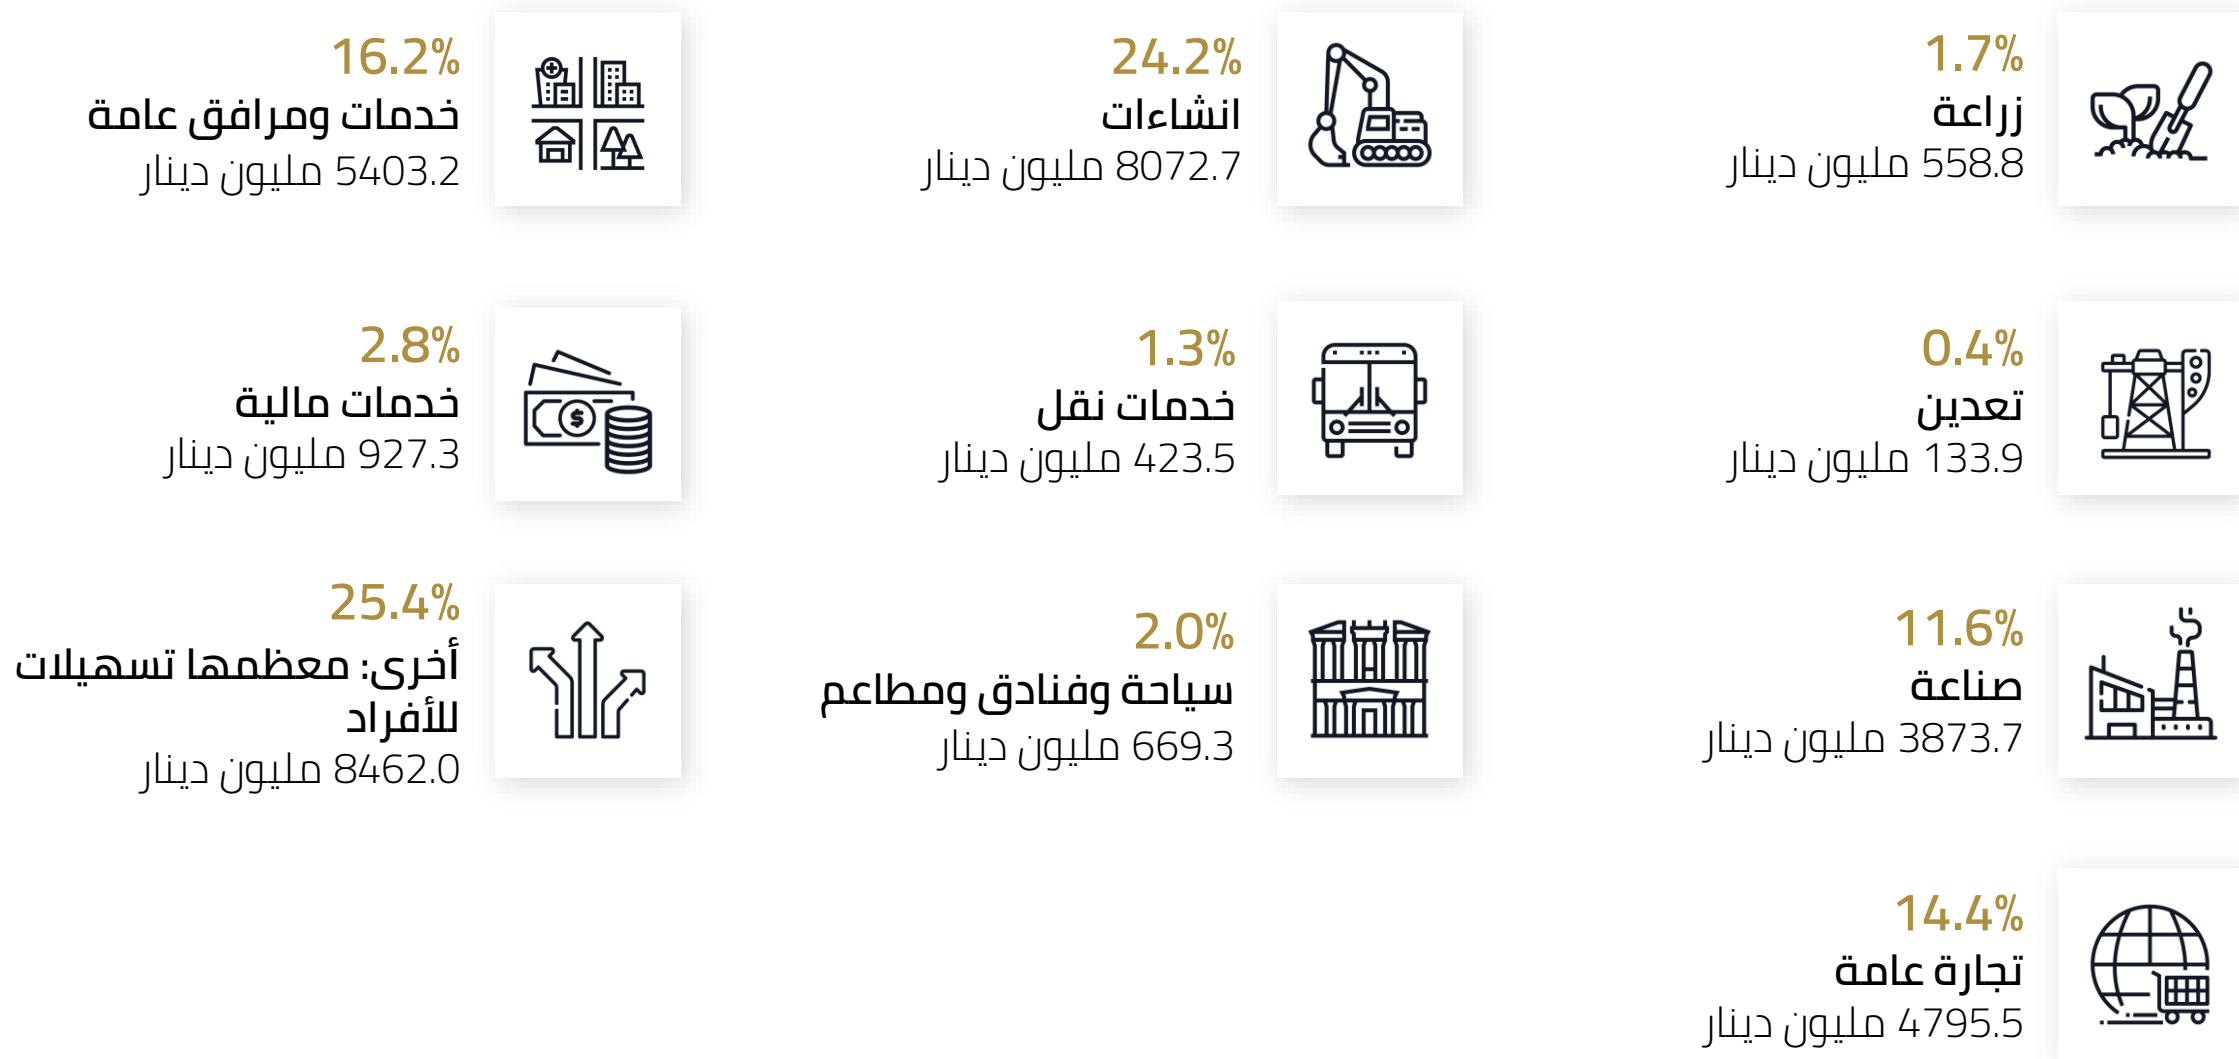 1.7%
زراعة
558.8 مليون دينار
0.4%
تعدين
133.9 مليون دينار
11.6%
صناعة
3873.7 مليون دينار
14.4%
تجارة عامة
4795.5 مليون دينار
24.2%
انشاءات
8072.7 مليون دينار
1.3%
خدمات نقل
423.5 مليون دينار
2.0%
سياحة وفنادق ومطاعم
669.3 مليون دينار
16.2%
خدمات ومرافق عامة
5403.2 مليون دينار
2.8%
خدمات مالية
927.3 مليون دينار
25.4%
أخرى: معظمها تسهيلات
للأفراد
8462.0 مليون دينار